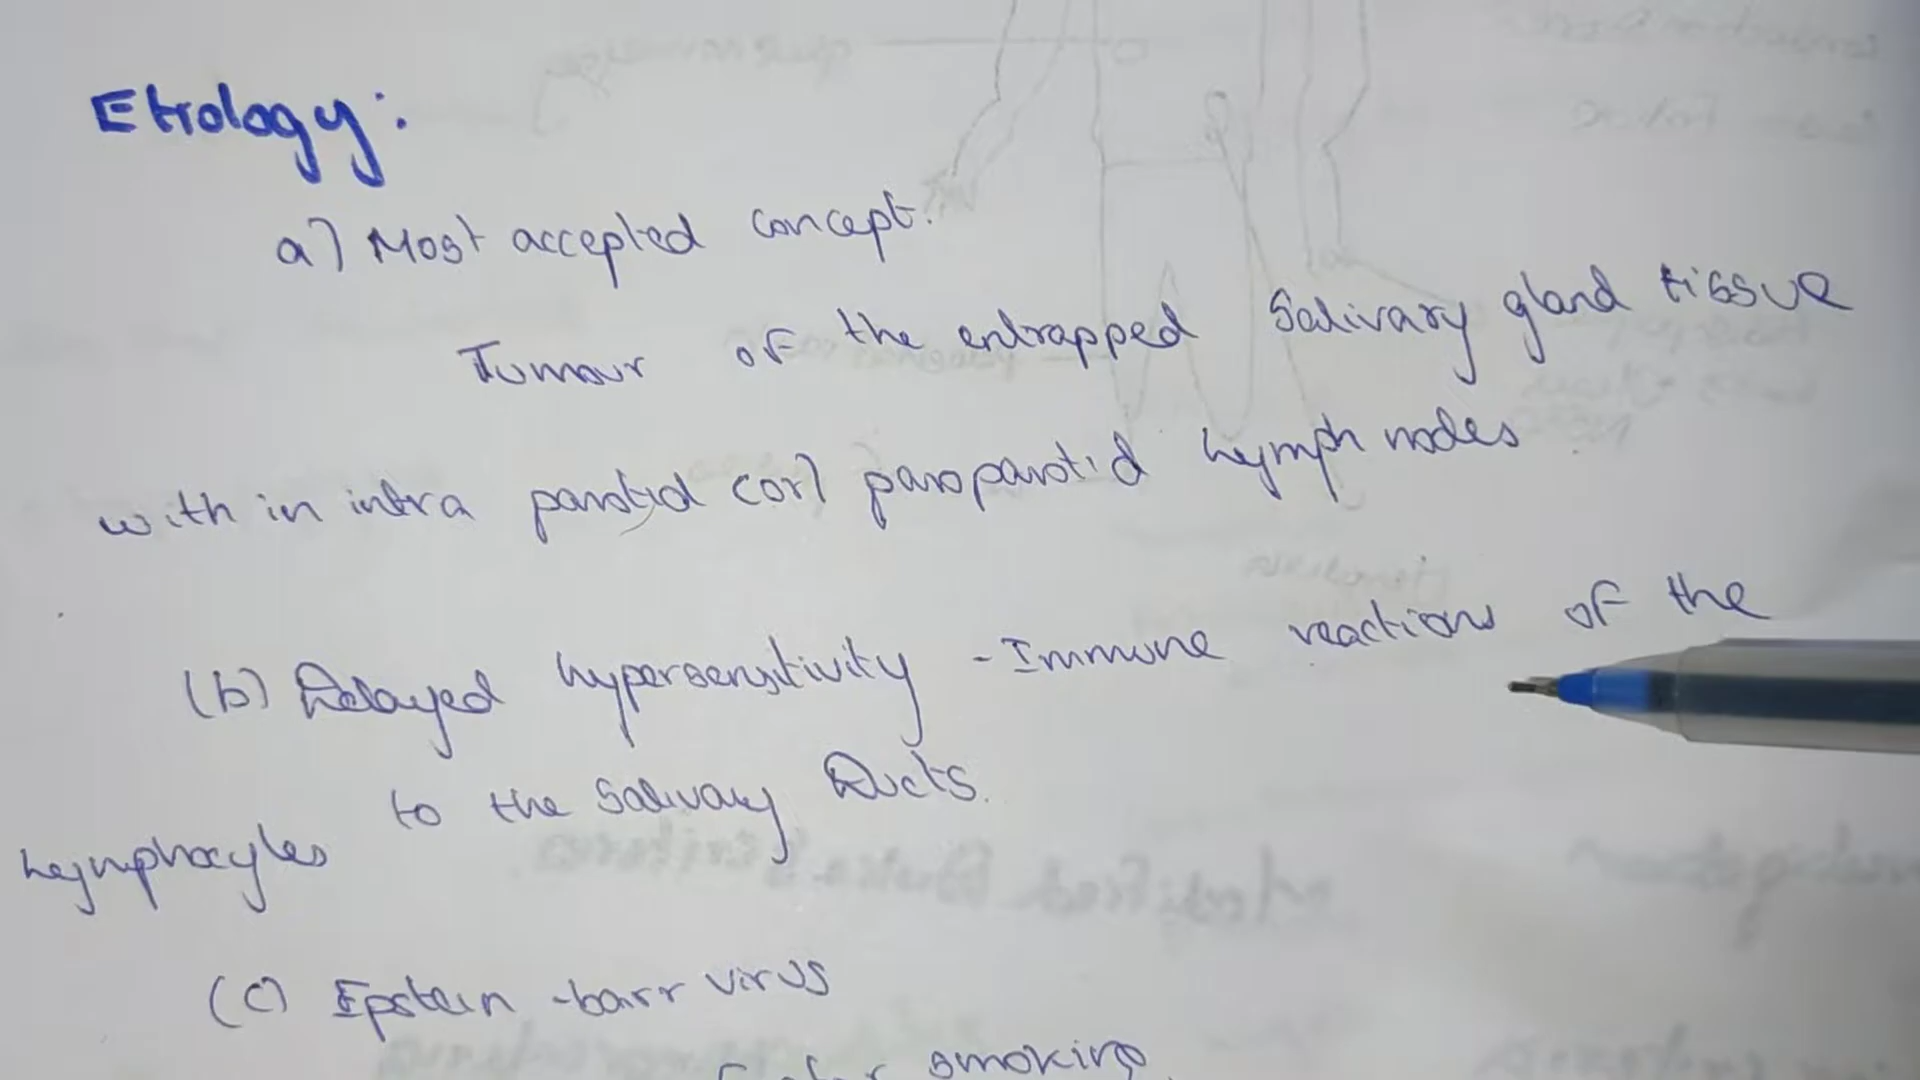 Etiology:
a) Most accepted concept.
Tumour of the entrapped Salivary gland tissue
with in intra parotid (or) paraparotid Lymph nodes
(b) Delayed hypersensitivity - Immune reactions of the
Lymphocytes to the Salivary Ducts.
(c) Epstein -barr virus
smoking